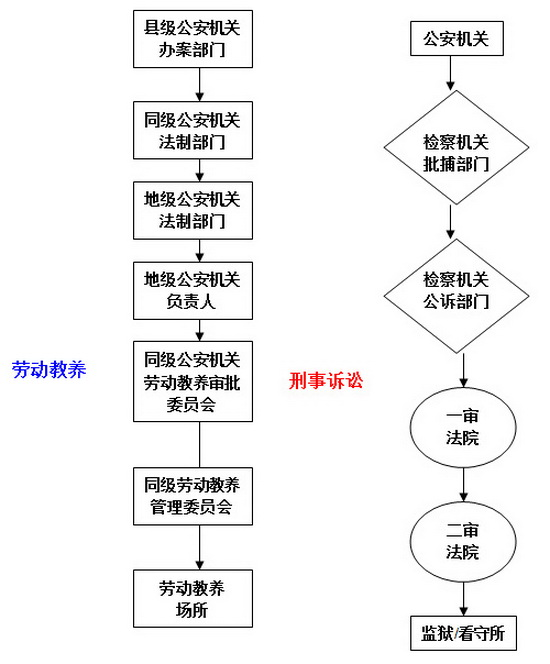 县级公安机关
办案部门
同级公安机关
法制部门
地级公安机关
法制部门
地级公安机关
负责人
同级公安机关
劳动教养审批
委员会
同级劳动教养
管理委员会
劳动教养
场所
劳动教养
公安机关
检察机关
批捕部门
检察机关
公诉部门
一审
法院
二审
法院
监狱/看守所
刑事诉讼